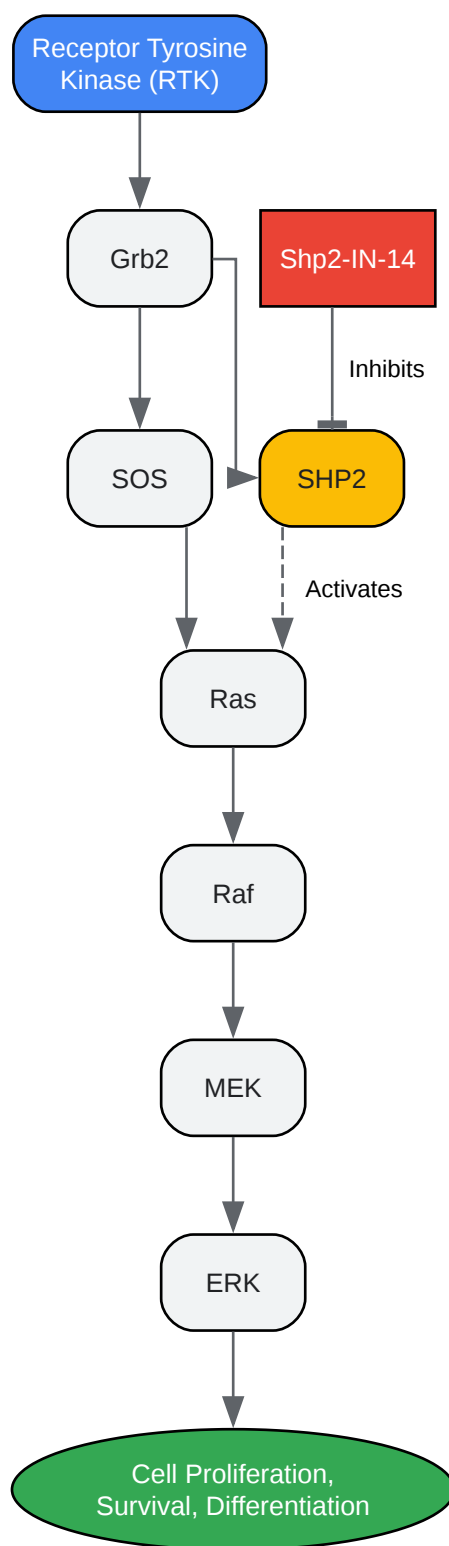 Receptor Tyrosine
Kinase (RTK)
Grb2
Shp2-IN-14
Inhibits
SOS
SHP2
Activates
Ras
Raf
MEK
ERK
Cell Proliferation,
Survival, Differentiation